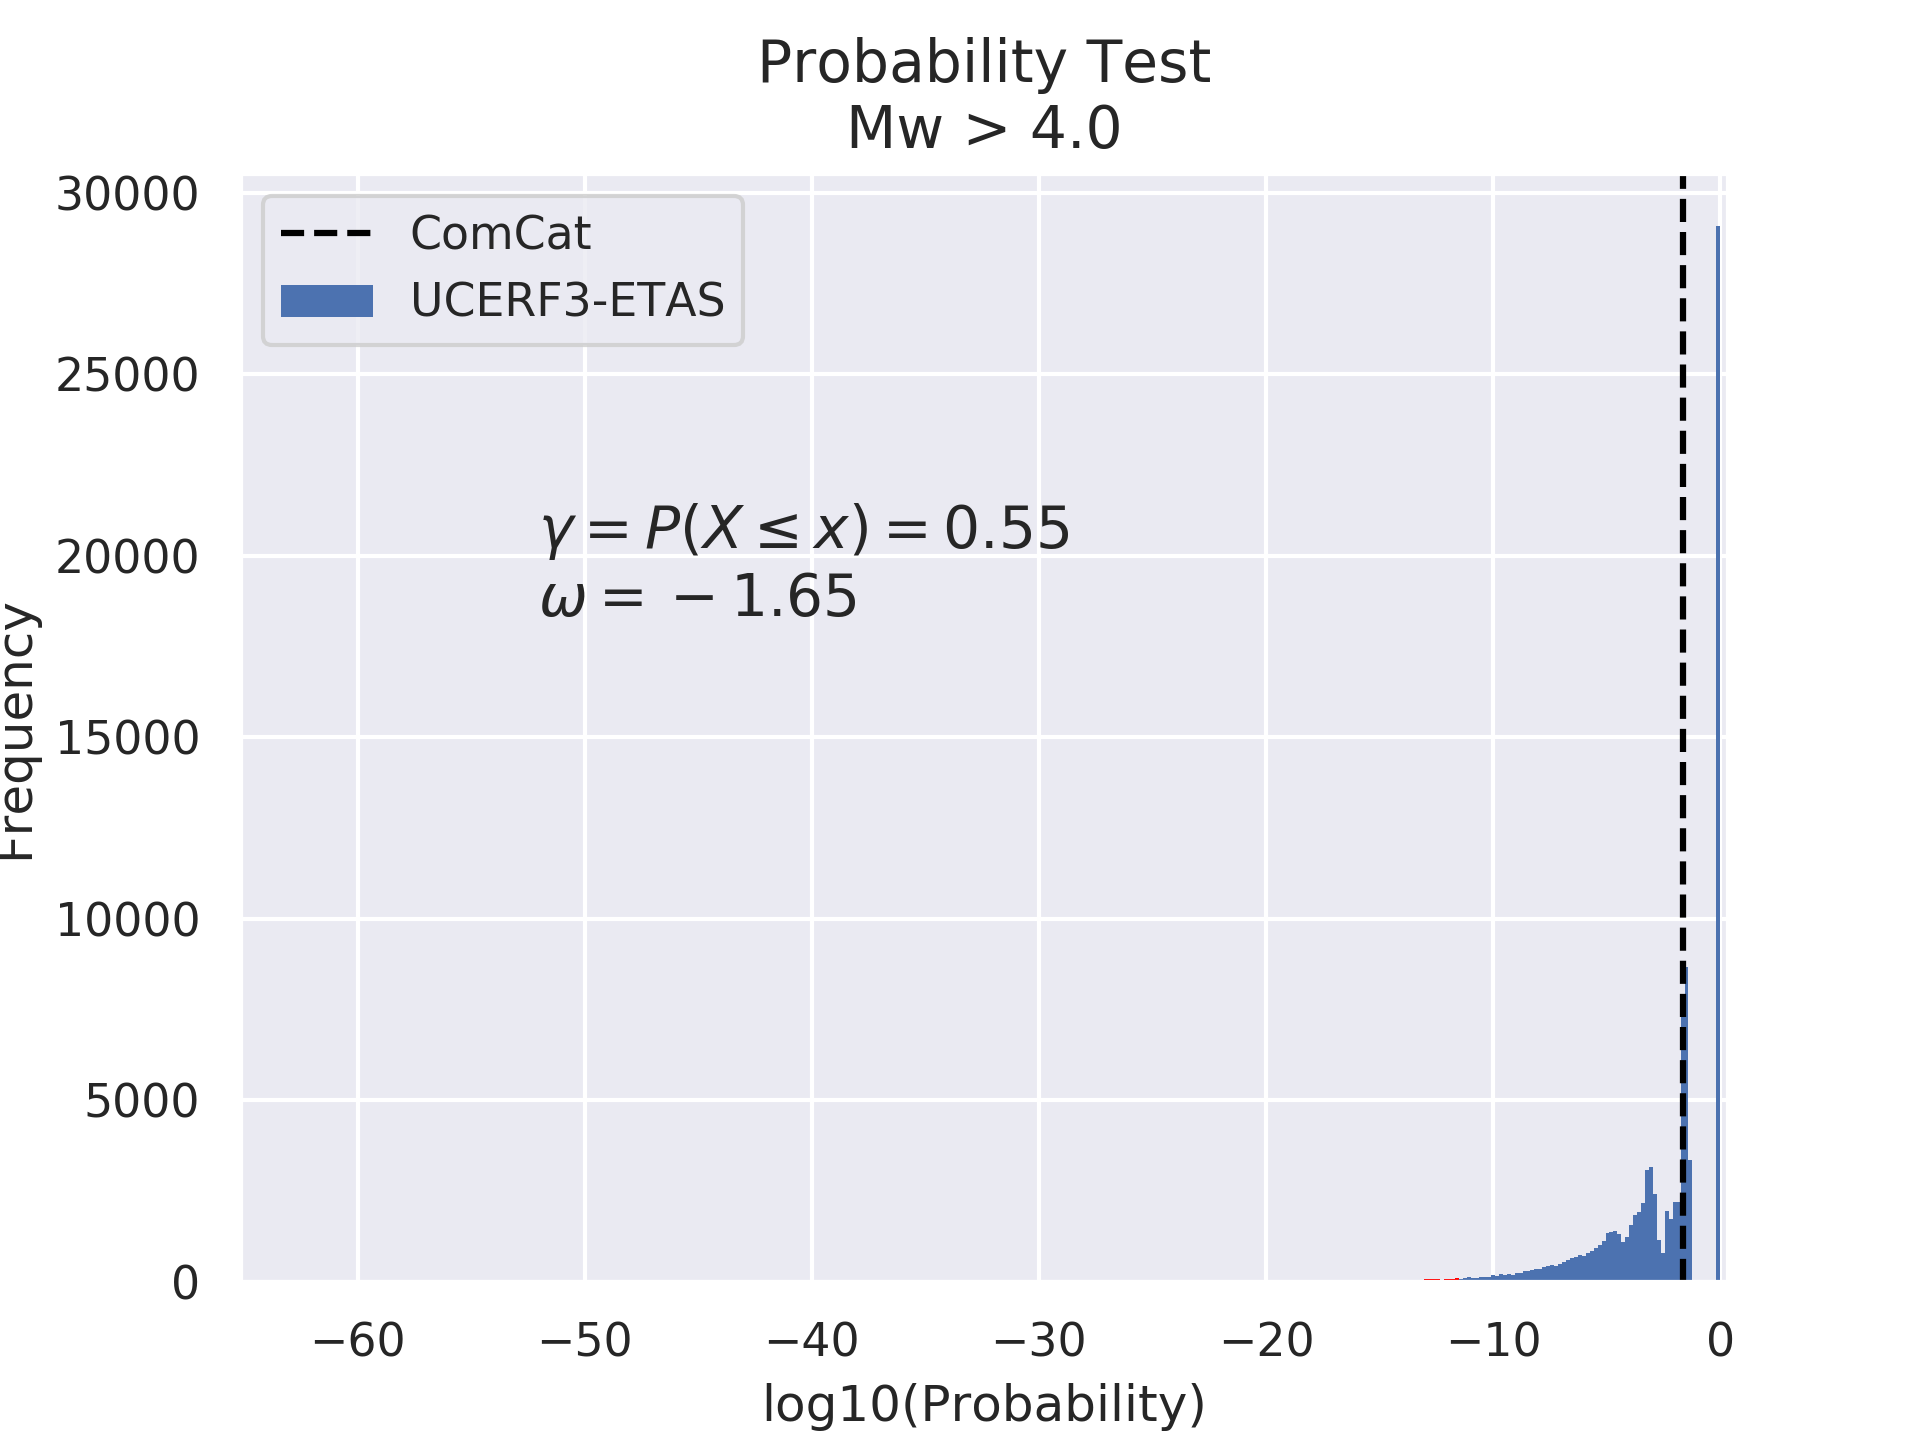 Probability Test
Mw > 4.0
30000
25000
20000
15000
10000
5000
0
Frequency
ComCat
UCERF3-ETAS
γ = P(X ≤ x) = 0.55
ω = − 1.65
−60 −50 −40 −30 −20 −10 0
log10(Probability)